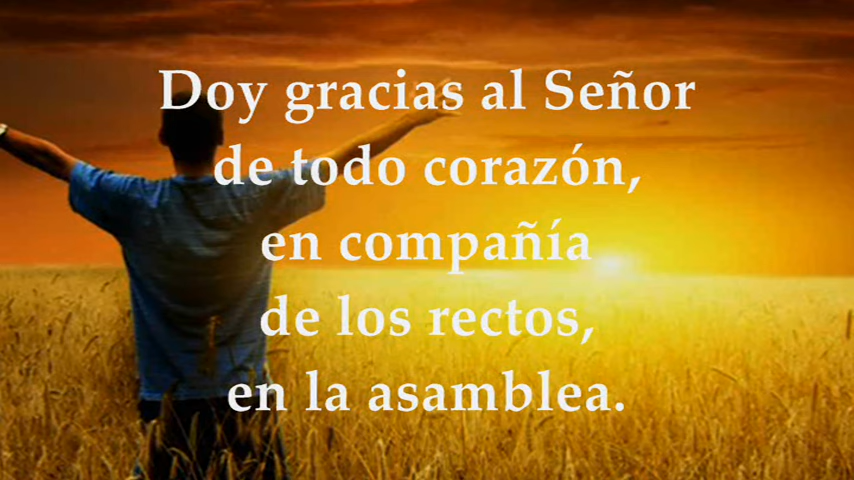 Doy gracias al Señor
de todo corazón,
en compañía
de los rectos,
en la asamblea.